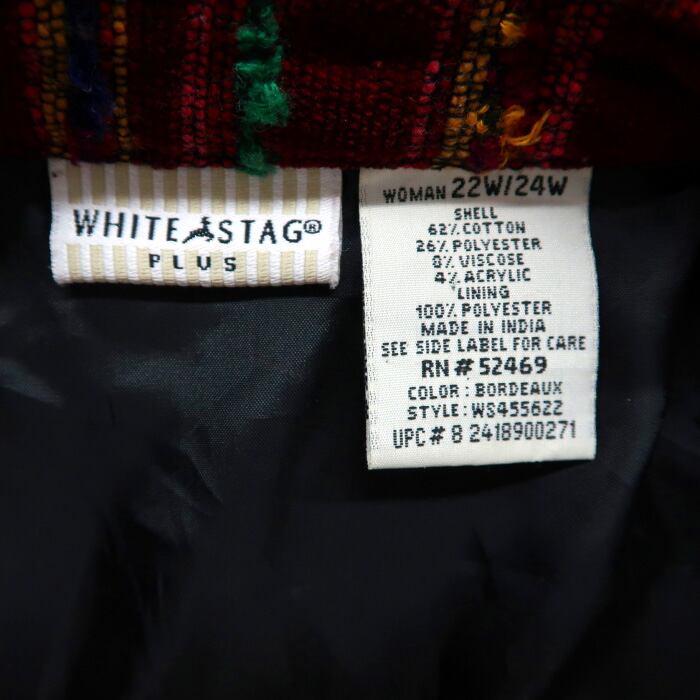 WHITE STAG®
PLUS
WOMAN 22W/24W
SHELL
62% COTTON
26% POLYESTER
8% VISCOSE
4% ACRYLIC
LINING
100% POLYESTER
MADE IN INDIA
SEE SIDE LABEL FOR CARE
RN # 52469
COLOR : BORDEAUX
STYLE : WS455622
UPC # 8 2418900271